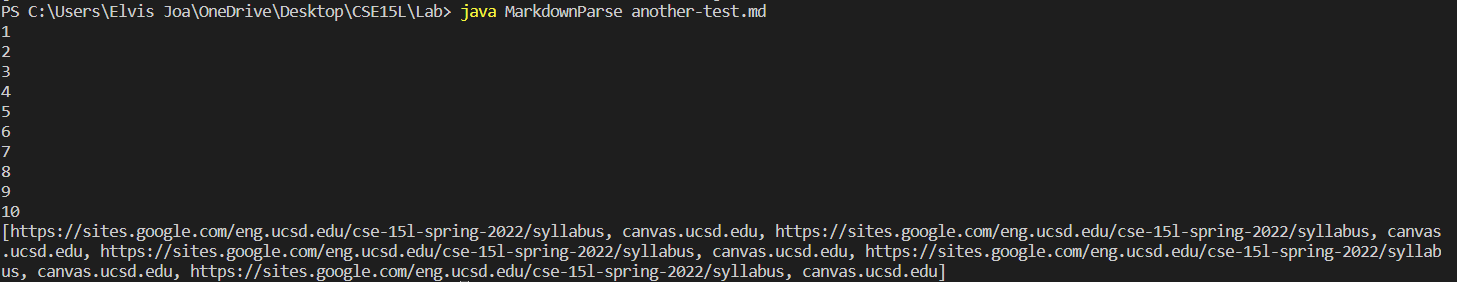 PS C:\Users\Elvis Joa\OneDrive\Desktop\CSE15L\Lab> java MarkdownParse another-test.md
1
2
3
4
5
6
7
8
9
10
[https://sites.google.com/eng.ucsd.edu/cse-15l-spring-2022/syllabus, canvas.ucsd.edu, https://sites.google.com/eng.ucsd.edu/cse-15l-spring-2022/syllabus, canvas
.ucsd.edu, https://sites.google.com/eng.ucsd.edu/cse-15l-spring-2022/syllabus, canvas.ucsd.edu, https://sites.google.com/eng.ucsd.edu/cse-15l-spring-2022/syllab
us, canvas.ucsd.edu, https://sites.google.com/eng.ucsd.edu/cse-15l-spring-2022/syllabus, canvas.ucsd.edu]